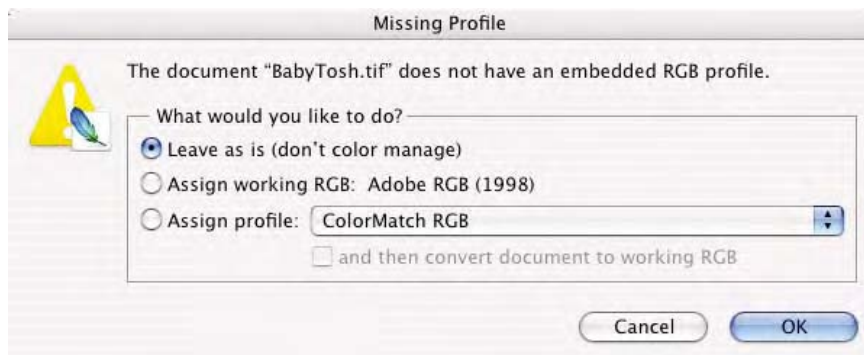 Missing Profile
The document “BabyTosh.tif” does not have an embedded RGB profile.
What would you like to do?
Leave as is (don’t color manage)
Assign working RGB: Adobe RGB (1998)
Assign profile: ColorMatch RGB
and then convert document to working RGB
Cancel OK